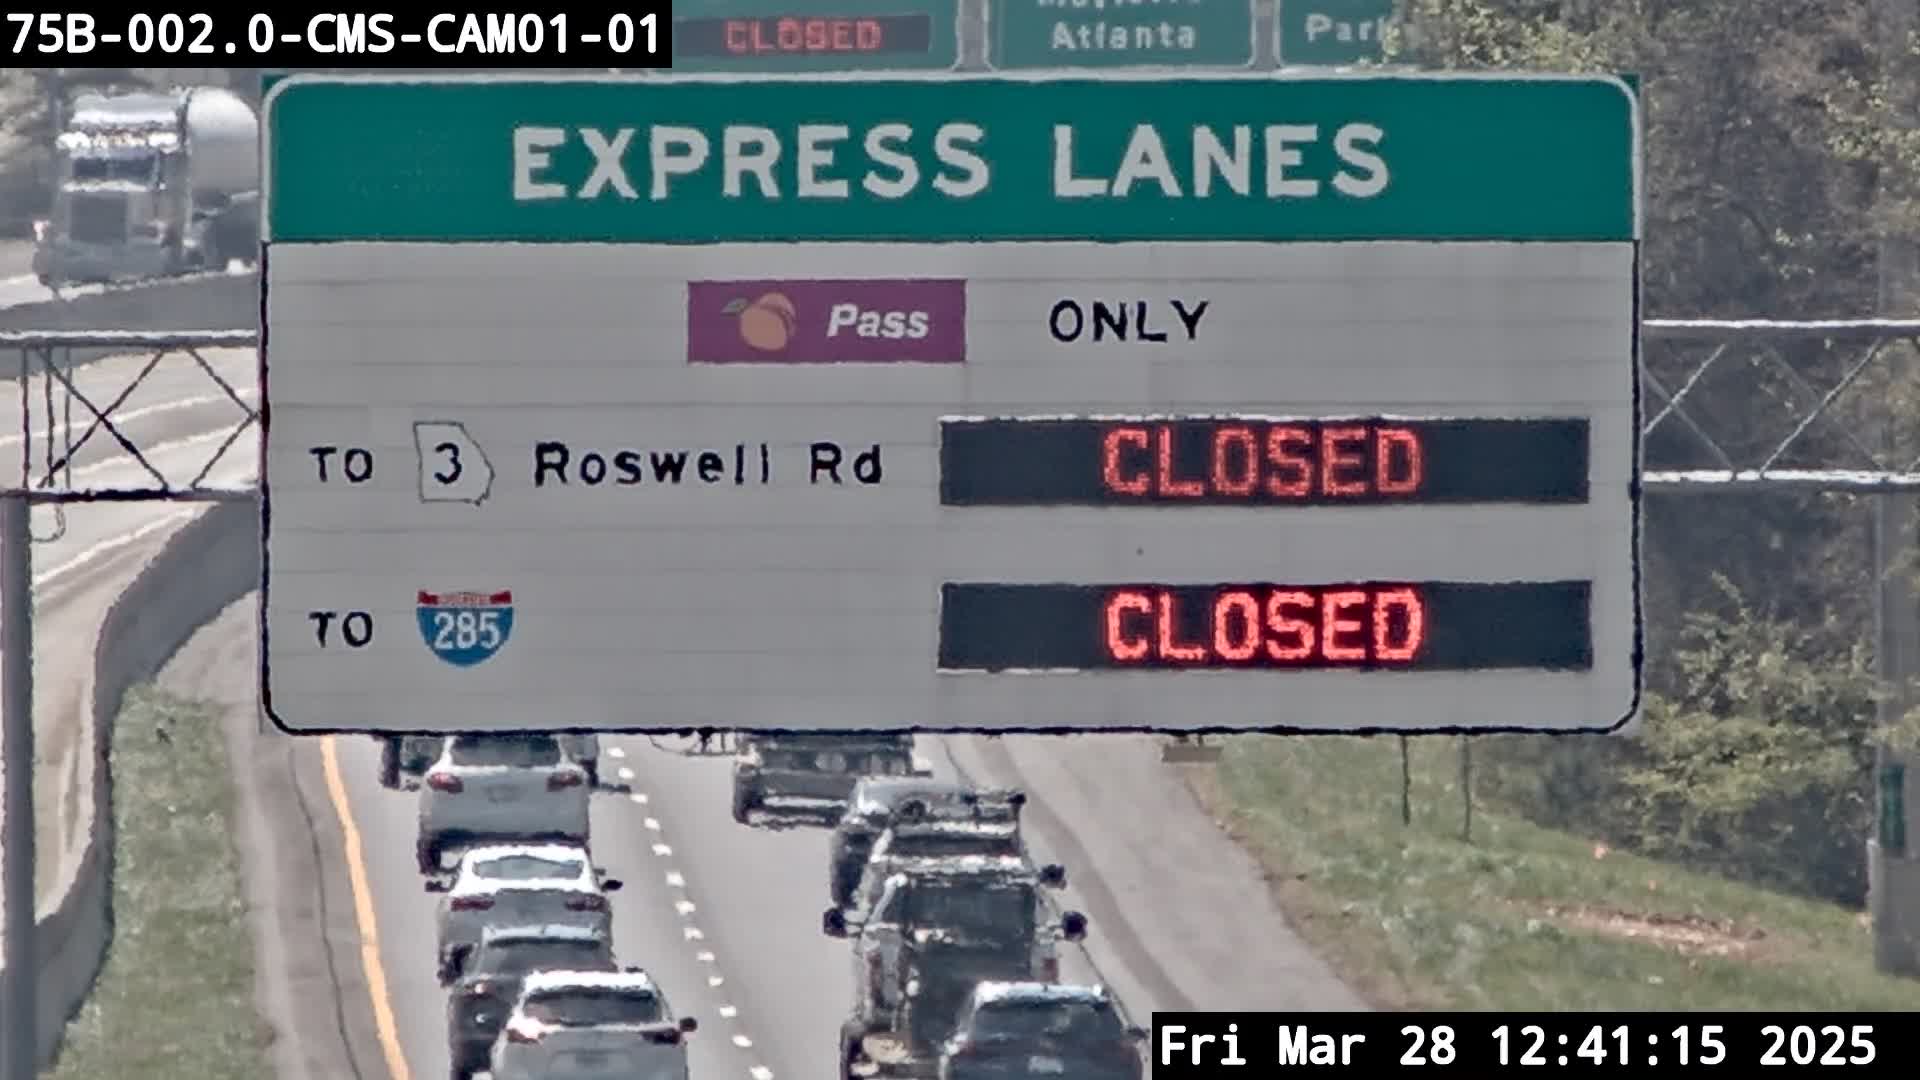 75B-002.0-CMS-CAM01-01
CLOSED
Atlanta
EXPRESS LANES
Pass ONLY
TO 3 Roswell Rd CLOSED
TO 285 CLOSED
Fri Mar 28 12:41:15 2025